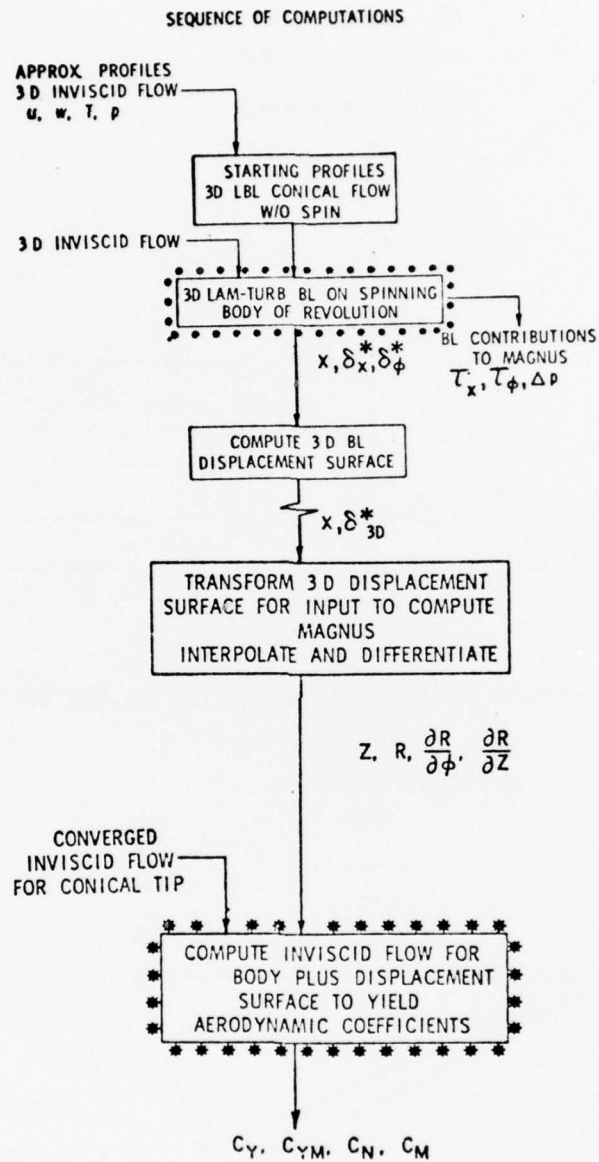 SEQUENCE OF COMPUTATIONS
APPROX. PROFILES
3D INVISCID FLOW
u, w, T, p
STARTING PROFILES
3D LBL CONICAL FLOW
W/O SPIN
3D INVISCID FLOW
3D LAM-TURB BL ON SPINNING
BODY OF REVOLUTION
BL CONTRIBUTIONS
TO MAGNUS
τx, τϕ, Δp
X, δ*x, δ*ϕ
COMPUTE 3D BL
DISPLACEMENT SURFACE
X, δ*3D
TRANSFORM 3D DISPLACEMENT
SURFACE FOR INPUT TO COMPUTE
MAGNUS
INTERPOLATE AND DIFFERENTIATE
Z, R, ∂R/∂ϕ, ∂R/∂Z
CONVERGED
INVISCID FLOW
FOR CONICAL TIP
COMPUTE INVISCID FLOW FOR
BODY PLUS DISPLACEMENT
SURFACE TO YIELD
AERODYNAMIC COEFFICIENTS
CY, CYM, CN, CM